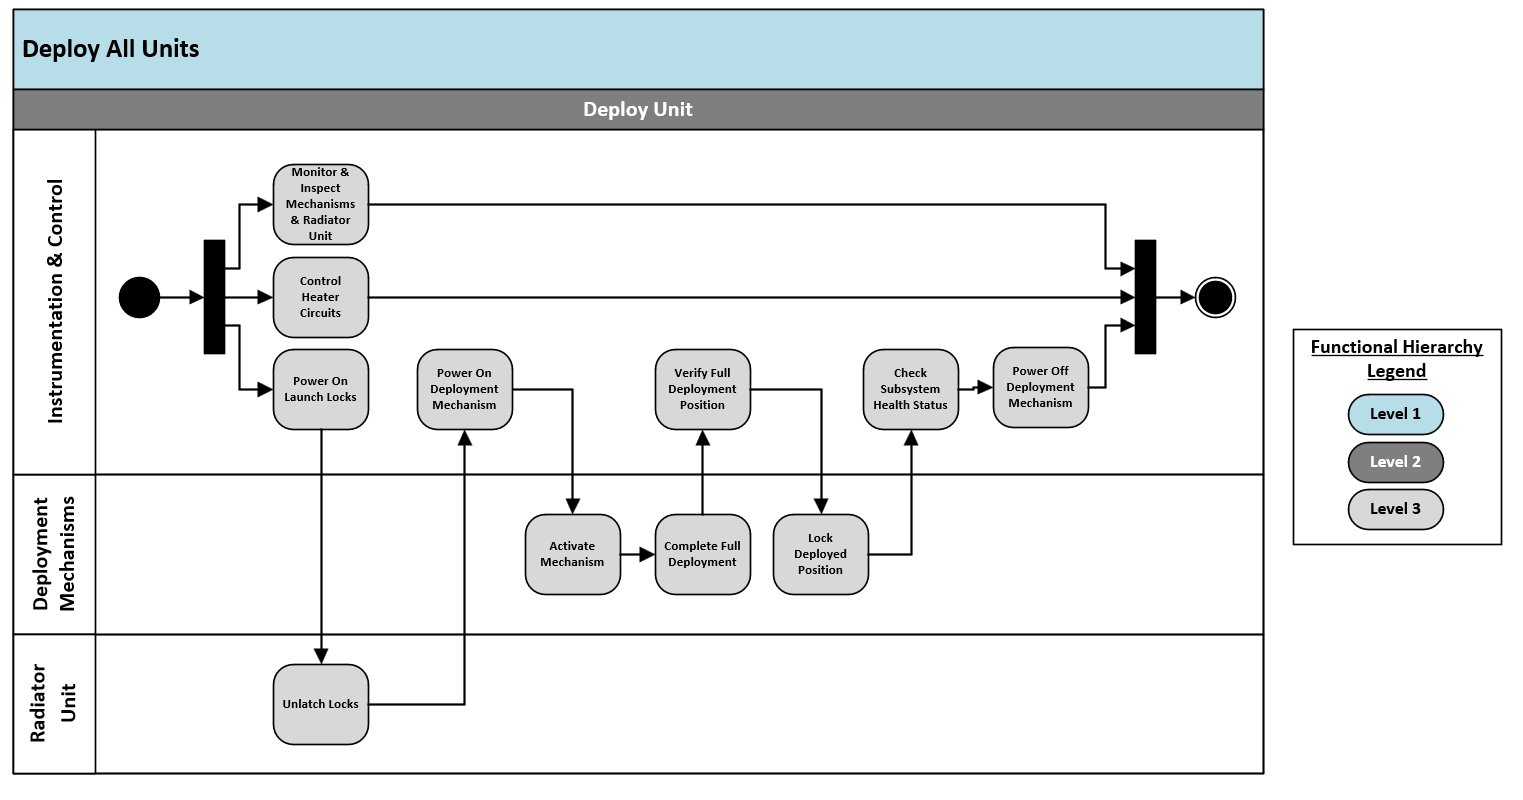 Deploy All Units
Deploy Unit
Instrumentation & Control
Monitor &
Inspect
Mechanisms
& Radiator
Unit
Control
Heater
Circuits
Power On
Launch Locks
Power On
Deployment
Mechanism
Verify Full
Deployment
Position
Check
Subsystem
Health Status
Power Off
Deployment
Mechanism
Deployment
Mechanisms
Activate
Mechanism
Complete Full
Deployment
Lock
Deployed
Position
Radiator
Unit
Unlatch Locks
Functional Hierarchy
Legend
Level 1
Level 2
Level 3